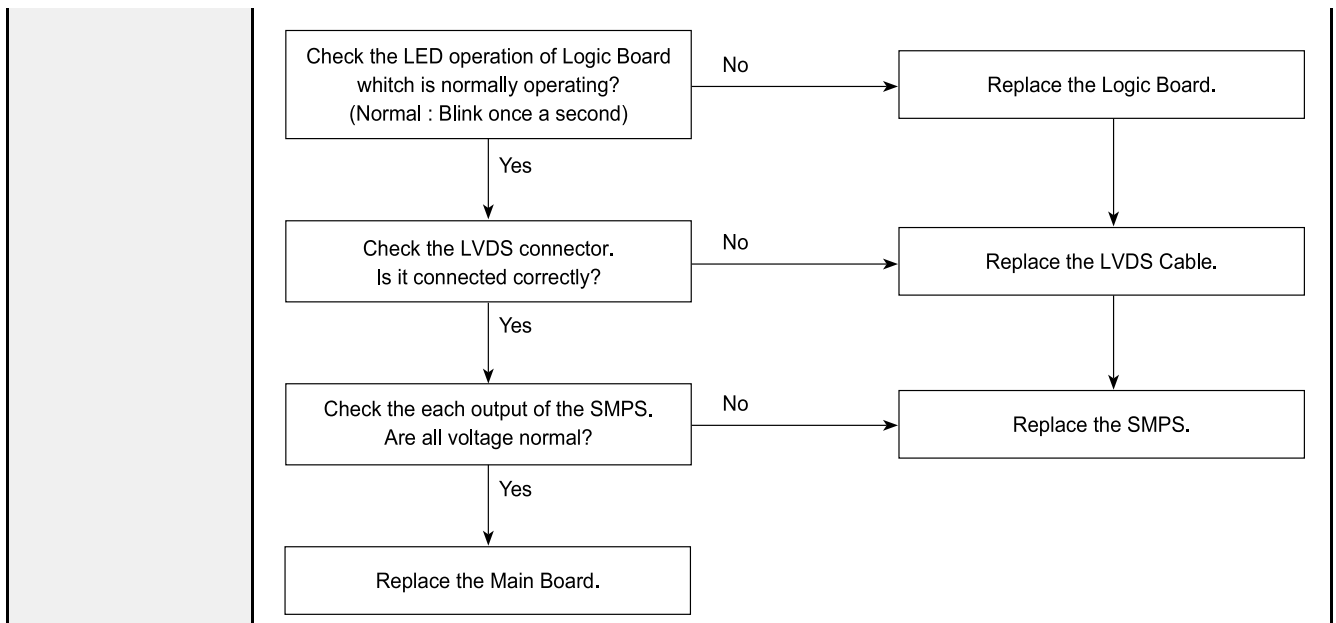 Check the LED operation of Logic Board
whitch is normally operating?
(Normal : Blink once a second)
No
Replace the Logic Board.
Yes
Check the LVDS connector.
Is it connected correctly?
No
Replace the LVDS Cable.
Yes
Check the each output of the SMPS.
Are all voltage normal?
No
Replace the SMPS.
Yes
Replace the Main Board.